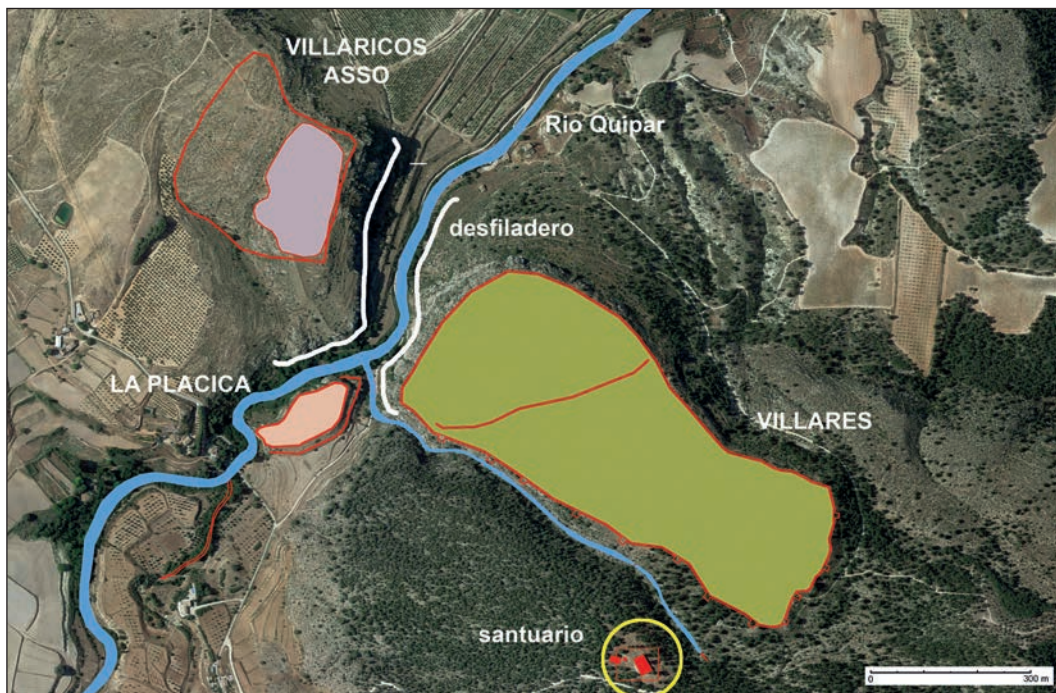 VILLARICOS
ASSO
Rio Quipar
desfiladero
LA PLACICA
VILLARES
santuario
0 300 m